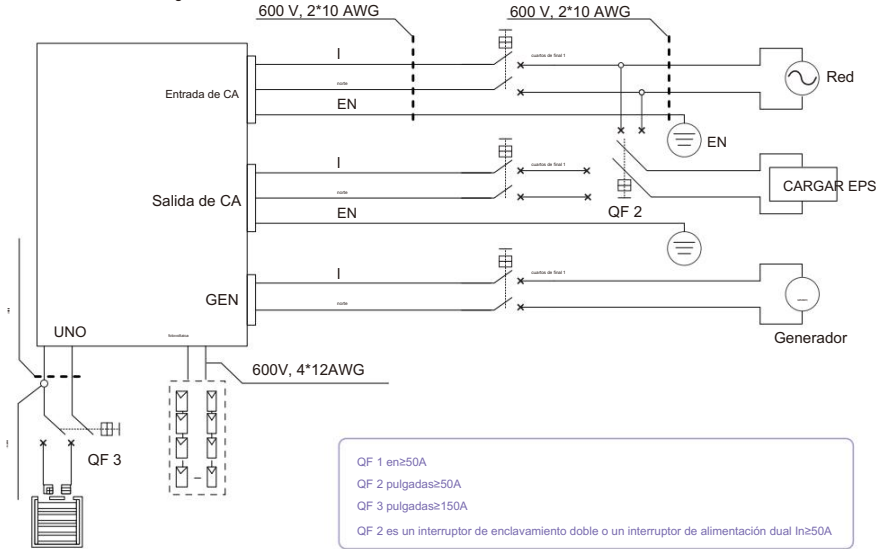 600 V, 2*10 AWG
600 V, 2*10 AWG
I
cuartos de final 1
Entrada de CA
norte
Red
EN
EN
I
cuartos de final 1
Salida de CA
norte
CARGAR EPS
QF 2
EN
I
cuartos de final 1
GEN
norte
UNO
Generador
600V, 4*12AWG
QF 3
QF 1 en≥50A
QF 2 pulgadas≥50A
QF 3 pulgadas≥150A
QF 2 es un interruptor de enclavamiento doble o un interruptor de alimentación dual In≥50A